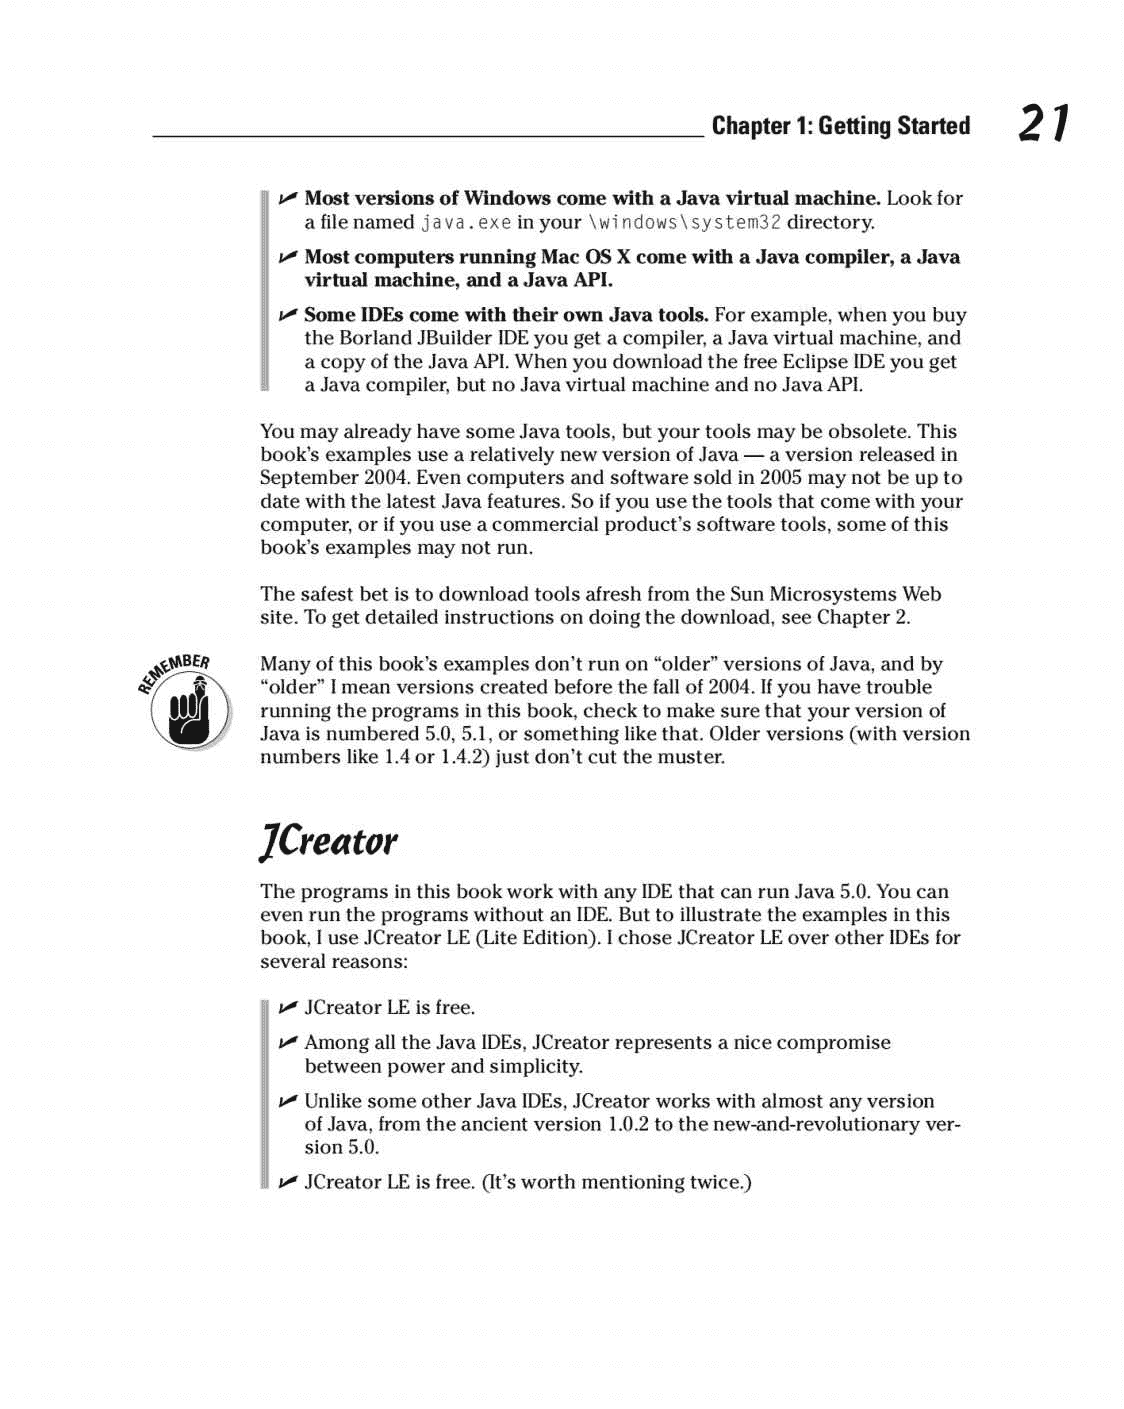 Chapter 1: Getting Started 21
✓ Most versions of Windows come with a Java virtual machine. Look for
a file named java.exe in your \windows\system32 directory.
✓ Most computers running Mac OS X come with a Java compiler, a Java
virtual machine, and a Java API.
✓ Some IDEs come with their own Java tools. For example, when you buy
the Borland JBuilder IDE you get a compiler, a Java virtual machine, and
a copy of the Java API. When you download the free Eclipse IDE you get
a Java compiler, but no Java virtual machine and no Java API.
You may already have some Java tools, but your tools may be obsolete. This
book's examples use a relatively new version of Java — a version released in
September 2004. Even computers and software sold in 2005 may not be up to
date with the latest Java features. So if you use the tools that come with your
computer, or if you use a commercial product's software tools, some of this
book's examples may not run.
The safest bet is to download tools afresh from the Sun Microsystems Web
site. To get detailed instructions on doing the download, see Chapter 2.
REMEMBER
Many of this book's examples don't run on “older” versions of Java, and by
“older” I mean versions created before the fall of 2004. If you have trouble
running the programs in this book, check to make sure that your version of
Java is numbered 5.0, 5.1, or something like that. Older versions (with version
numbers like 1.4 or 1.4.2) just don't cut the muster.
JCreator
The programs in this book work with any IDE that can run Java 5.0. You can
even run the programs without an IDE. But to illustrate the examples in this
book, I use JCreator LE (Lite Edition). I chose JCreator LE over other IDEs for
several reasons:
✓ JCreator LE is free.
✓ Among all the Java IDEs, JCreator represents a nice compromise
between power and simplicity.
✓ Unlike some other Java IDEs, JCreator works with almost any version
of Java, from the ancient version 1.0.2 to the new-and-revolutionary ver-
sion 5.0.
✓ JCreator LE is free. (It's worth mentioning twice.)